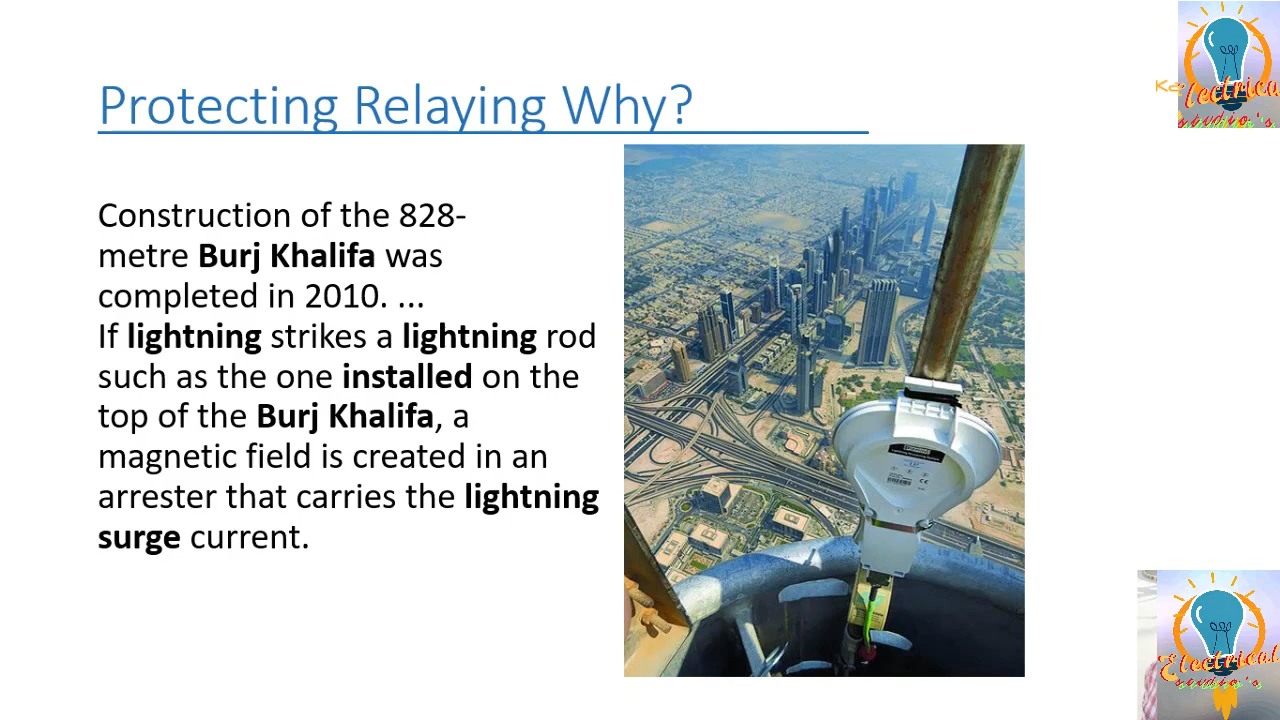 Protecting Relaying Why?
Construction of the 828-
metre Burj Khalifa was
completed in 2010. ...
If lightning strikes a lightning rod
such as the one installed on the
top of the Burj Khalifa, a
magnetic field is created in an
arrester that carries the lightning
surge current.
Electrical
Electrical